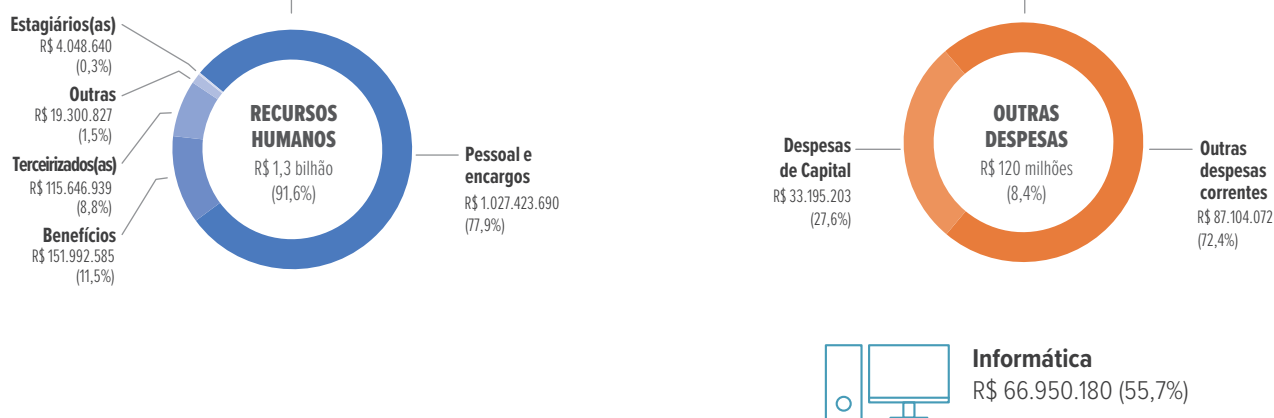 Estagiários(as)
R$ 4.048.640
(0,3%)
Outras
R$ 19.300.827
(1,5%)
Terceirizados(as)
R$ 115.646.939
(8,8%)
Benefícios
R$ 151.992.585
(11,5%)
RECURSOS
HUMANOS
R$ 1,3 bilhão
(91,6%)
Pessoal e
encargos
R$ 1.027.423.690
(77,9%)
Despesas
de Capital
R$ 33.195.203
(27,6%)
OUTRAS
DESPESAS
R$ 120 milhões
(8,4%)
Outras
despesas
correntes
R$ 87.104.072
(72,4%)
Informática
R$ 66.950.180 (55,7%)